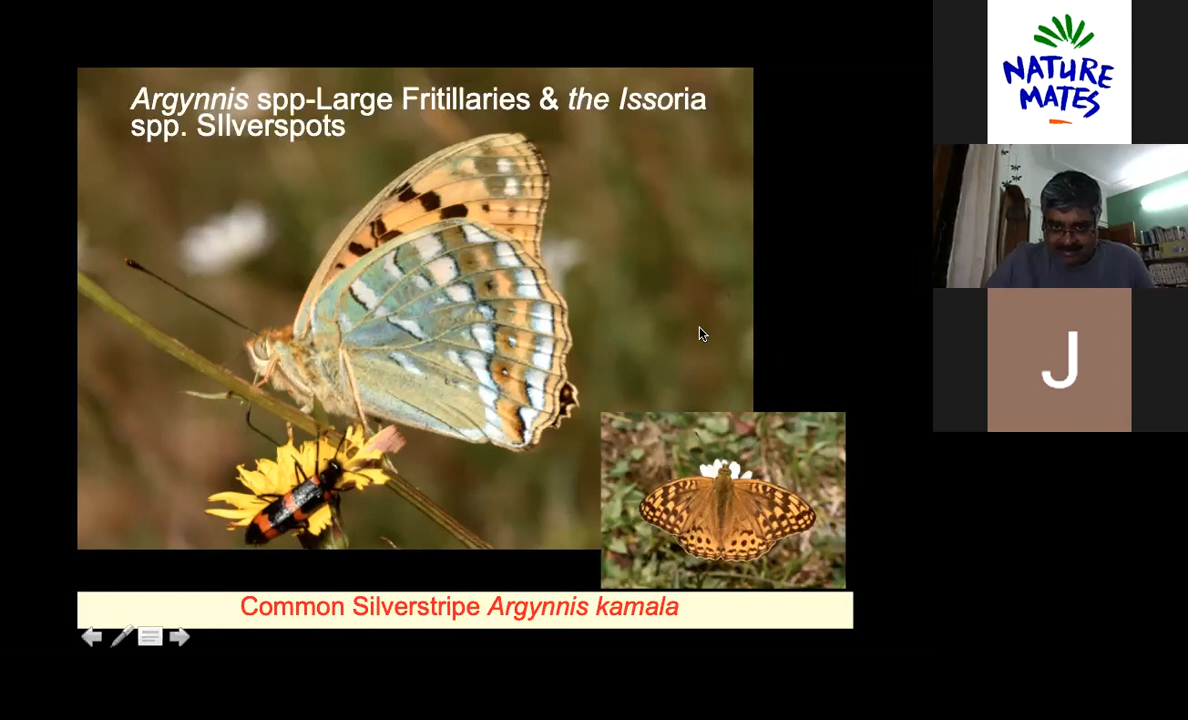 Argynnis spp-Large Fritillaries & the Issoria
spp. SIlverspots
Common Silverstripe Argynnis kamala
NATURE
MATES
J